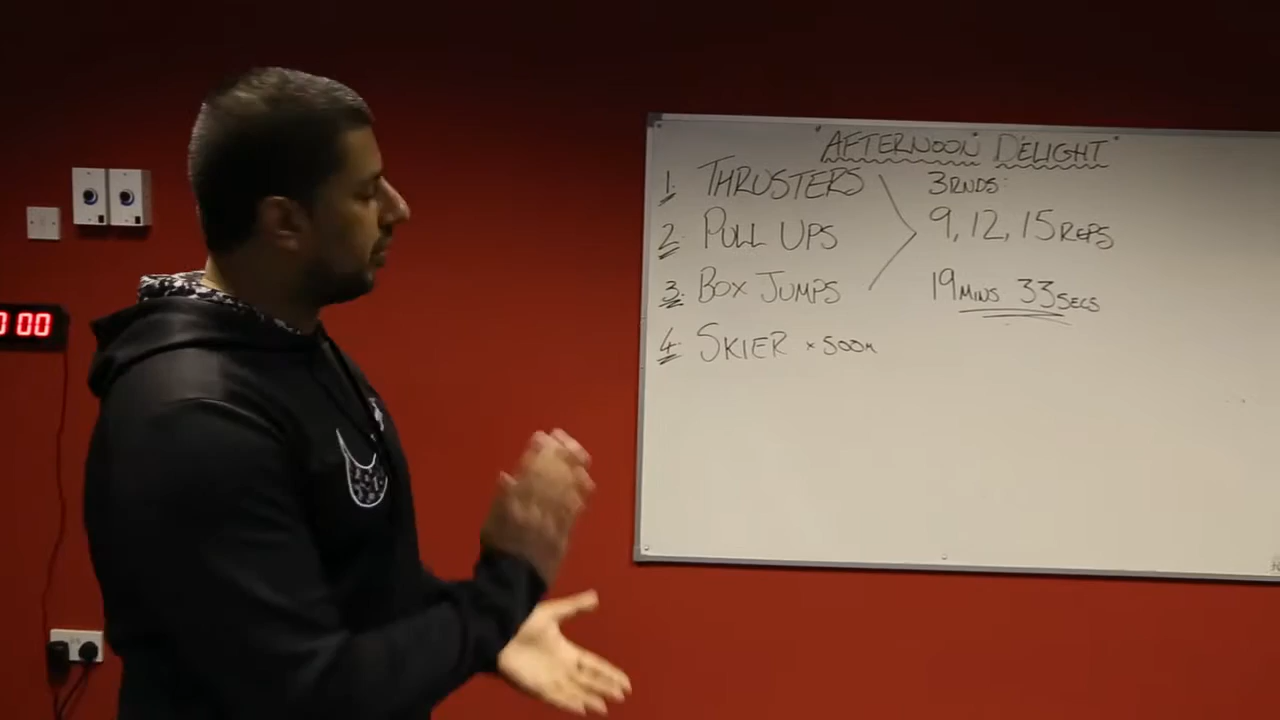 "AFTERNOON DELIGHT"
1. THRUSTERS
3RNDS:
2. PULL UPS
9, 12, 15 REPS
3. BOX JUMPS
19MINS 33SECS
4. SKIER × 500M
00